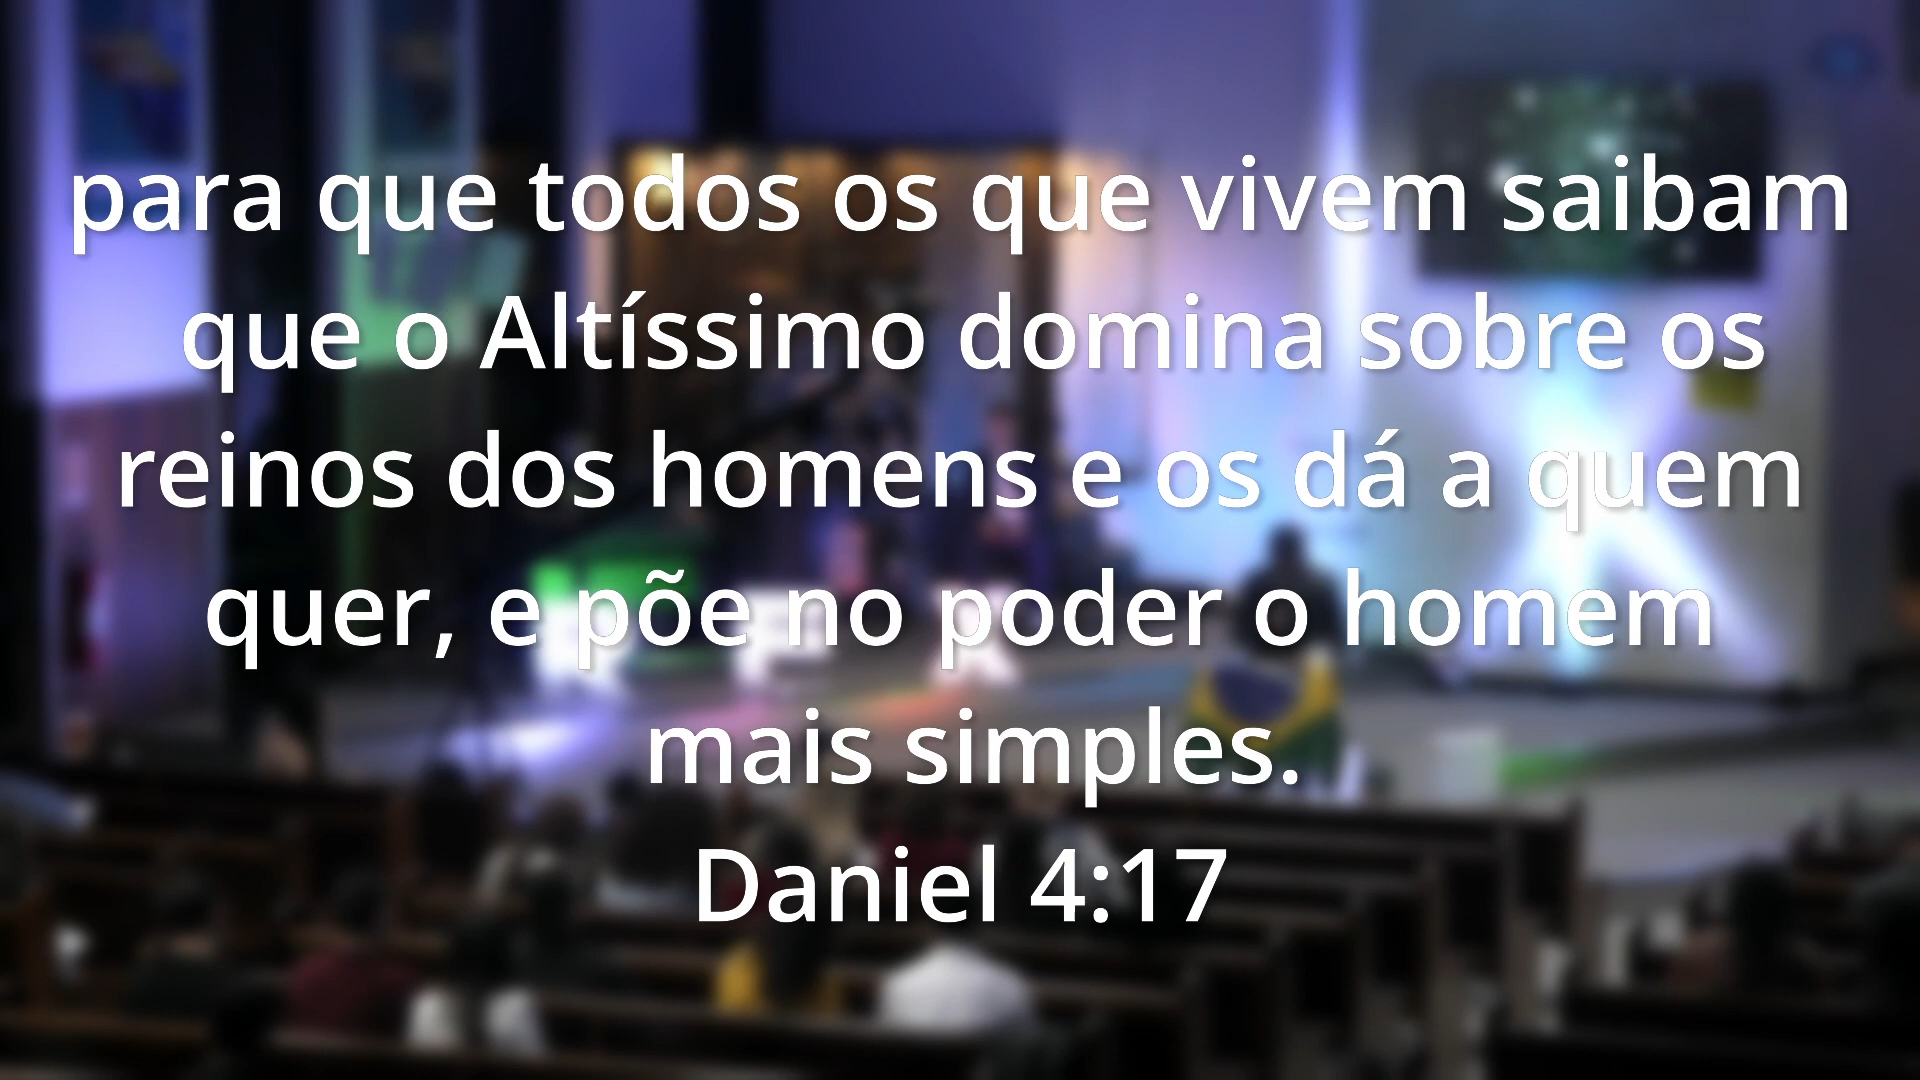 para que todos os que vivem saibam
que o Altíssimo domina sobre os
reinos dos homens e os dá a quem
quer, e põe no poder o homem
mais simples.
Daniel 4:17